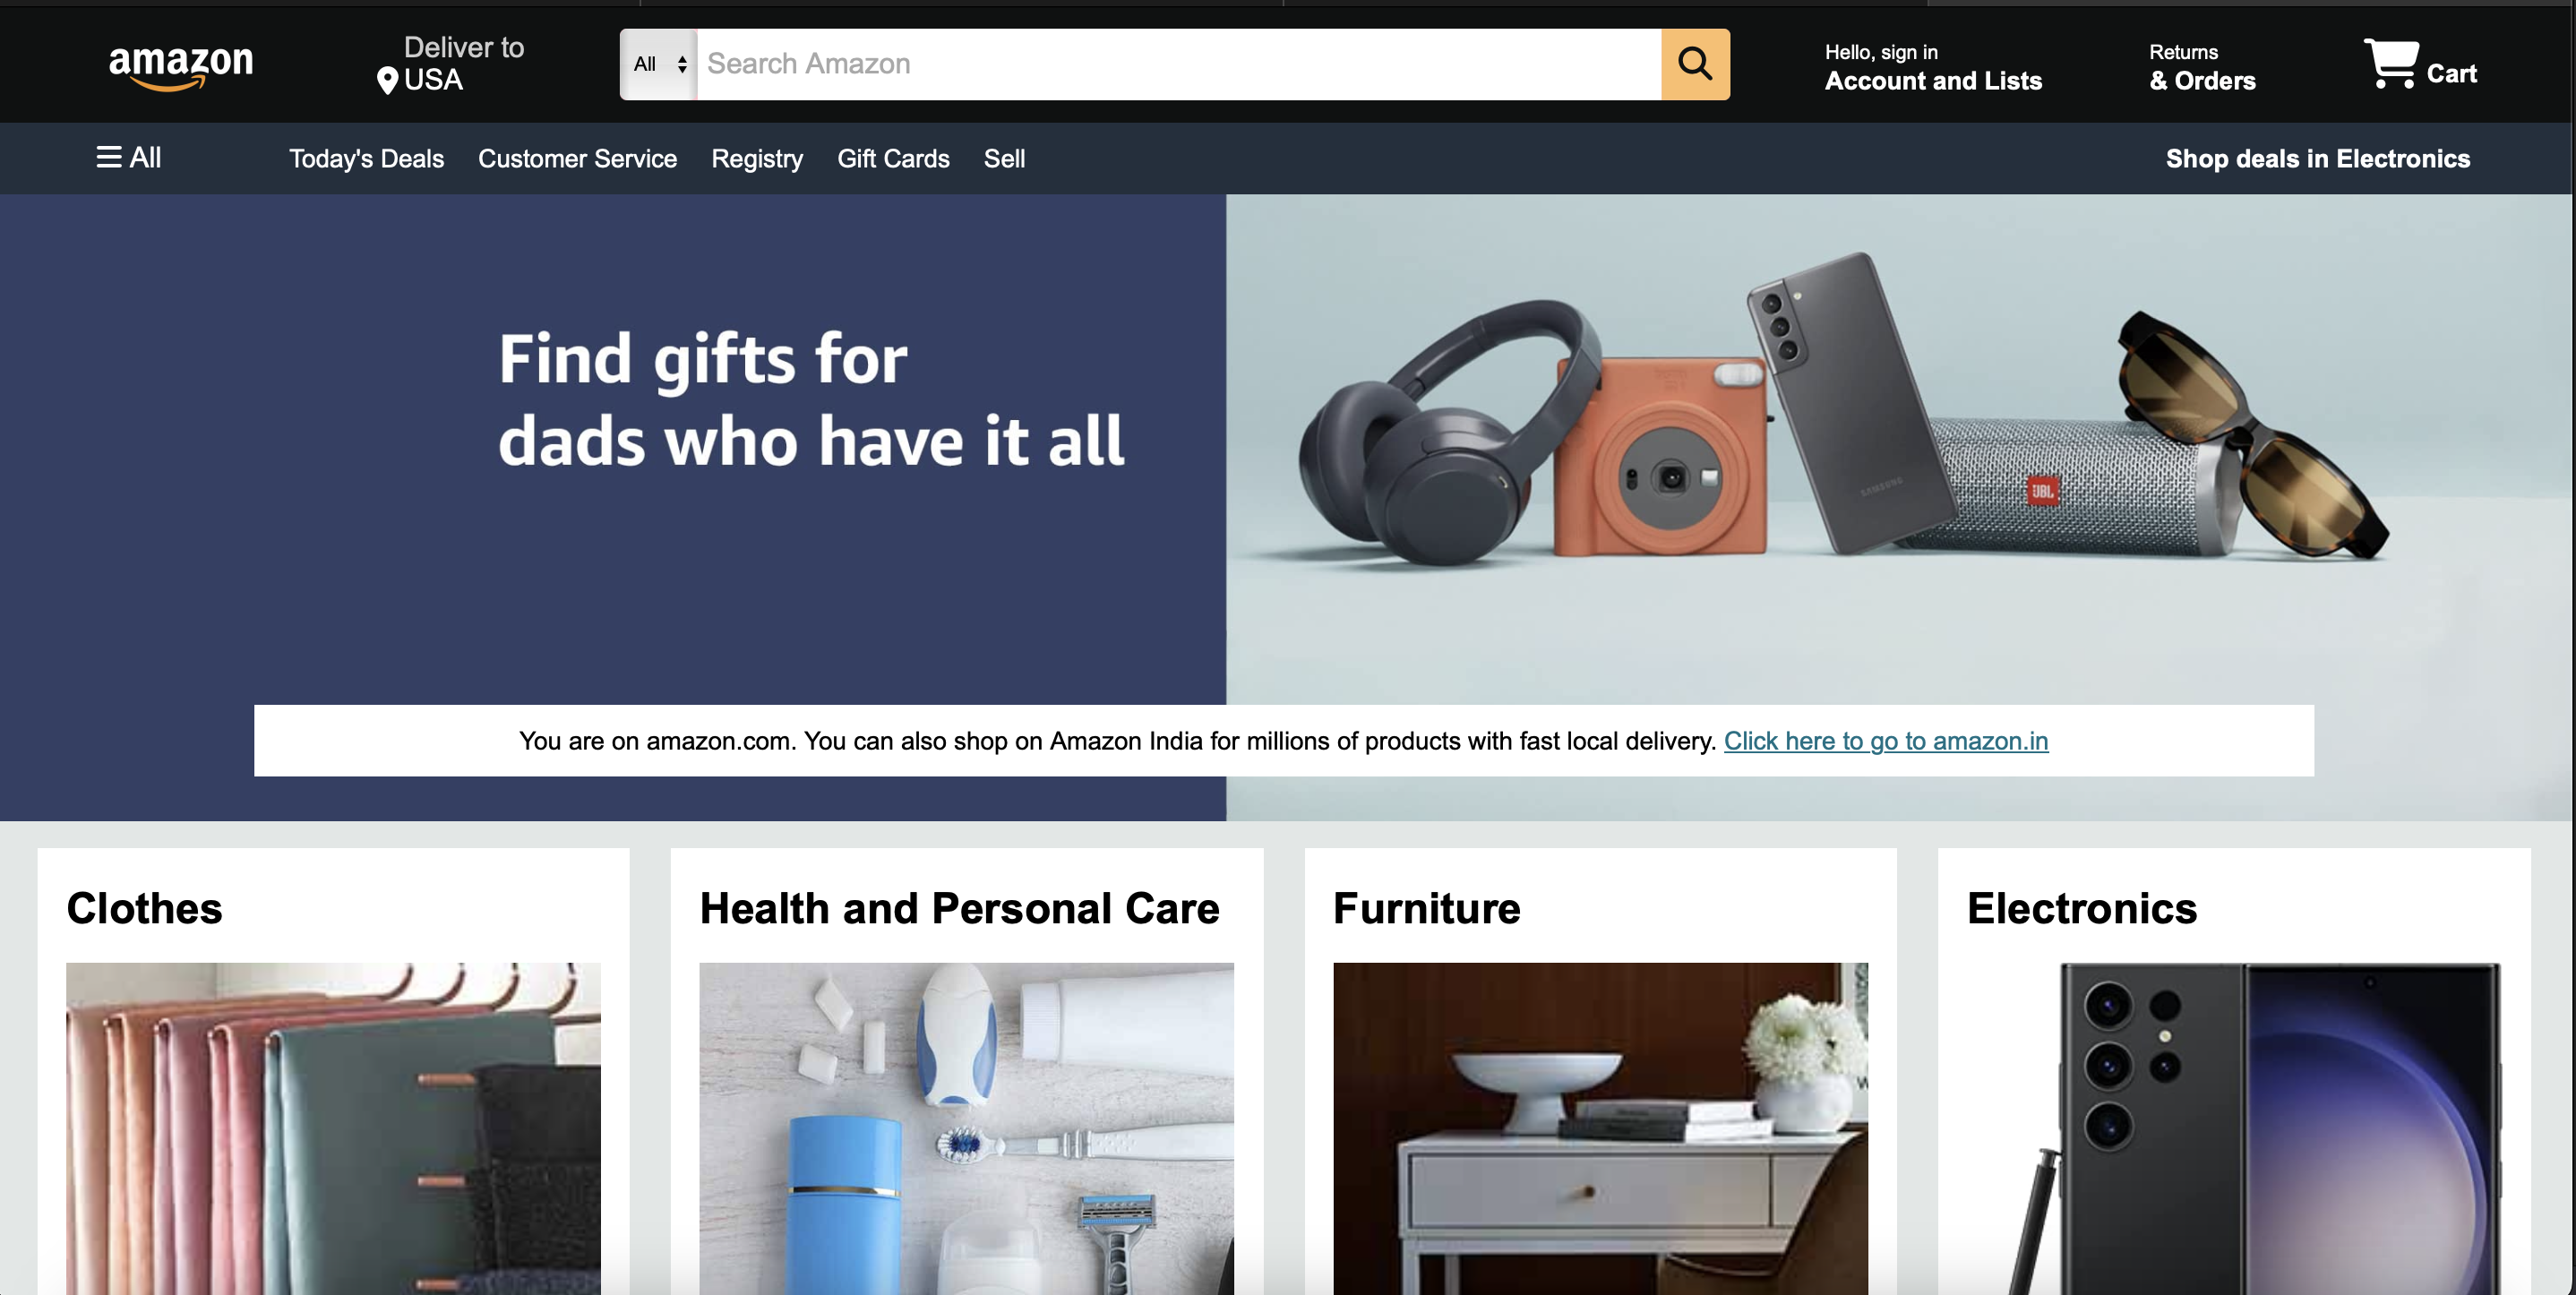 amazon
Deliver to
USA
All
Search Amazon
Hello, sign in
Account and Lists
Returns
& Orders
Cart
All
Today's Deals
Customer Service
Registry
Gift Cards
Sell
Shop deals in Electronics
Find gifts for
dads who have it all
SAMSUNG
JBL
You are on amazon.com. You can also shop on Amazon India for millions of products with fast local delivery. Click here to go to amazon.in
Clothes
Health and Personal Care
Furniture
Electronics